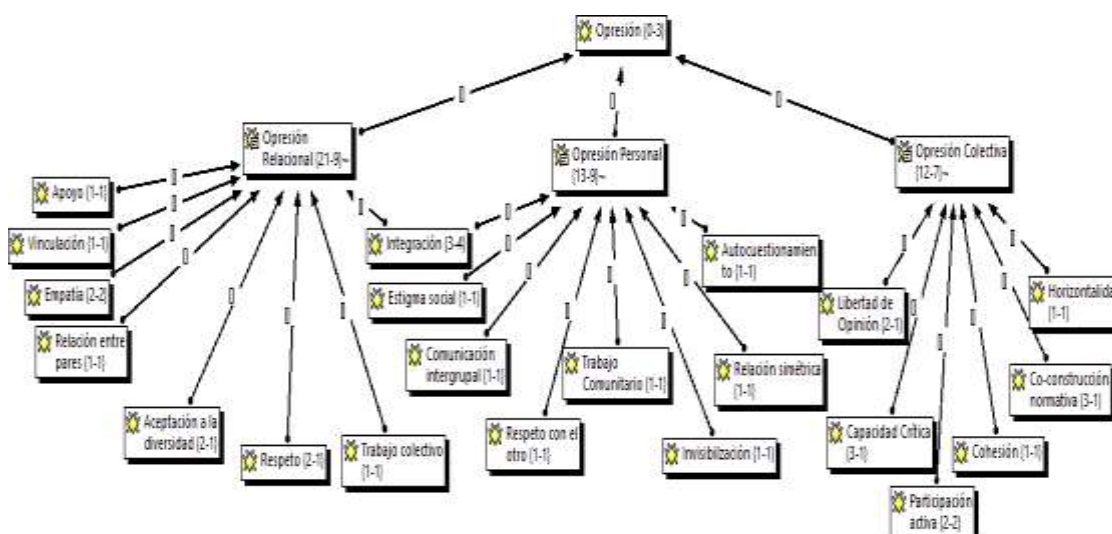 Opresión {0-3}
Opresión
Relacional {21-9}~
Opresión Personal
{13-9}~
Opresión Colectiva
{12-7}~
Apoyo {1-1}
Vinculación {1-1}
Empatía {2-2}
Relación entre
pares {1-1}
Integración {3-4}
Estigma social {1-1}
Autocuestionamien
to {1-1}
Libertad de
Opinión {2-1}
Horizontalida
{1-1}
Comunicación
intergrupal {1-1}
Trabajo
Comunitario {1-1}
Relación simétrica
{1-1}
Co-construcción
normativa {3-1}
Aceptación a la
diversidad {2-1}
Respeto {2-1}
Trabajo colectivo
{1-1}
Respeto con el
otro {1-1}
Invisibilzación {1-1}
Capacidad Crítica
{3-1}
Cohesión {1-1}
Participación
activa {2-2}